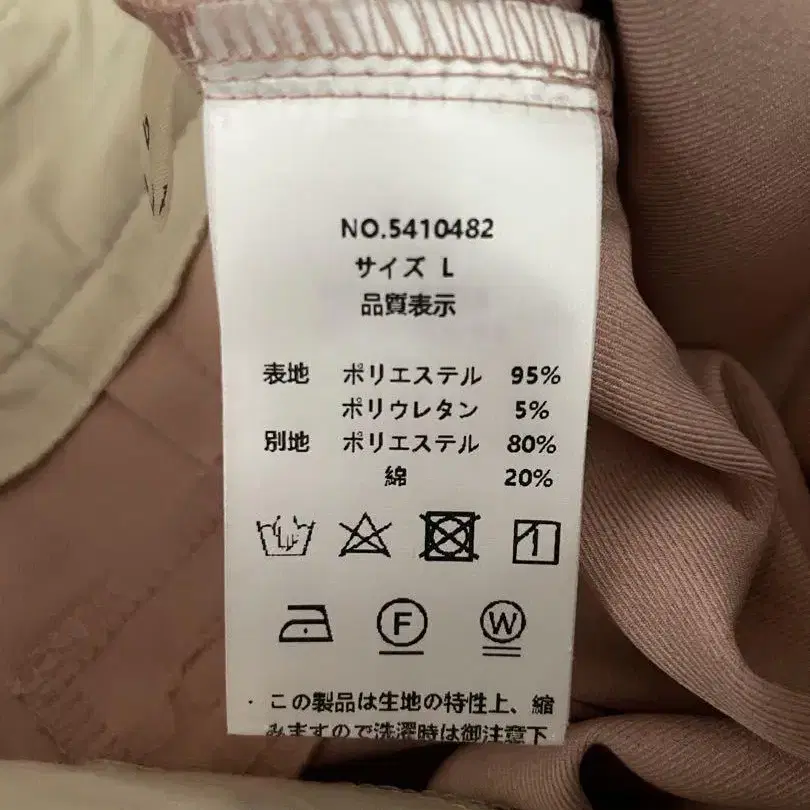 NO.5410482
サイズ L
品質表示
表地 ポリエステル 95%
ポリウレタン 5%
別地 ポリエステル 80%
綿 20%
F W
・この製品は生地の特性上、縮
みますので洗濯時は御注意下